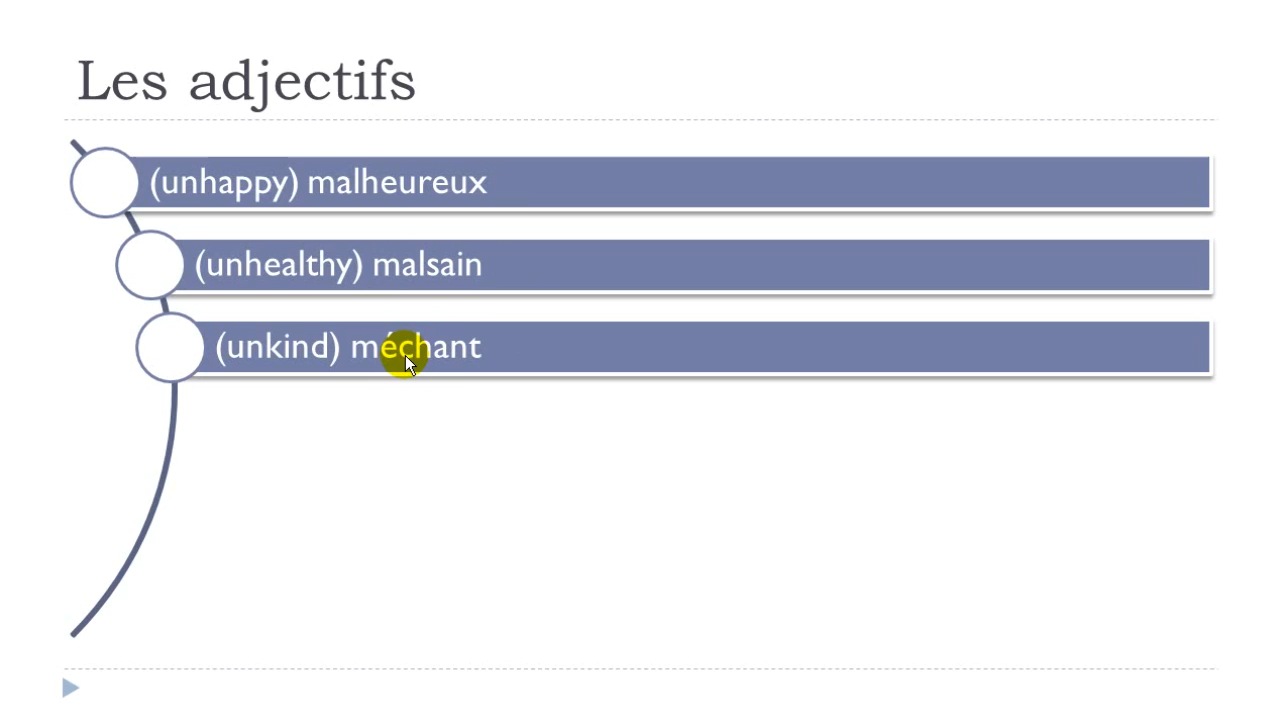 Les adjectifs
(unhappy) malheureux
(unhealthy) malsain
(unkind) méchant